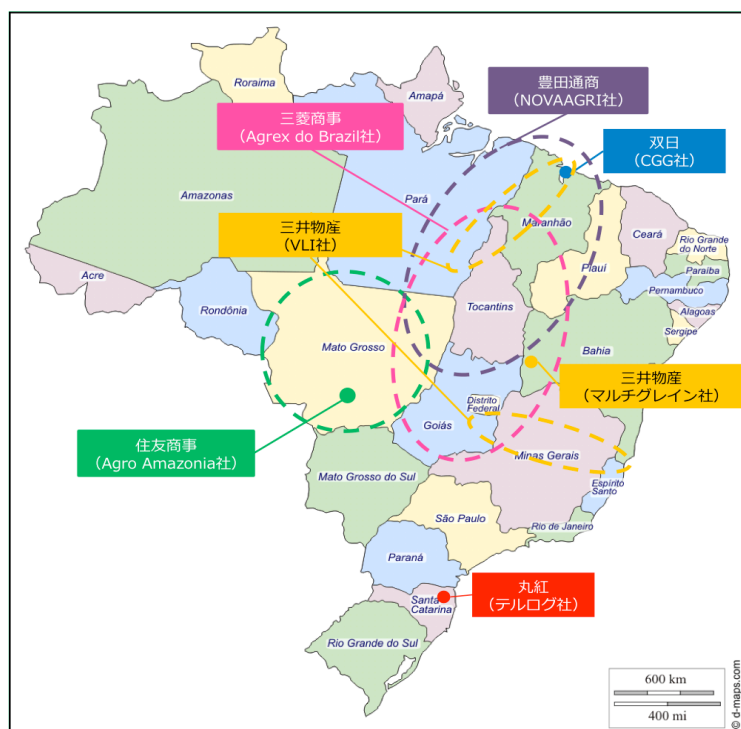 Roraima
Amapá
豊田通商
(NOVAAGRI社)
三菱商事
(Agrex do Brazil社)
双日
(CGG社)
Amazonas
Pará
Maranhão
Ceará
Rio Grande
do Norte
三井物産
(VLI社)
Acre
Rondônia
Piauí
Paraíba
Pernambuco
Alagoas
Sergipe
Tocantins
Mato Grosso
Bahia
三井物産
(マルチグレイン社)
Distrito
Federal
Goiás
住友商事
(Agro Amazonia社)
Minas Gerais
Mato Grosso do Sul
Espírito
Santo
São Paulo
Rio de Janeiro
Paraná
丸紅
(テルログ社)
Santa
Catarina
Rio Grande do Sul
600 km
400 mi
© d-maps.com